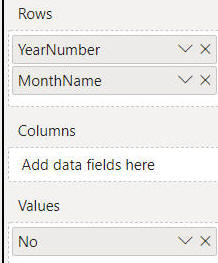 Rows
YearNumber
MonthName
Columns
Add data fields here
Values
No